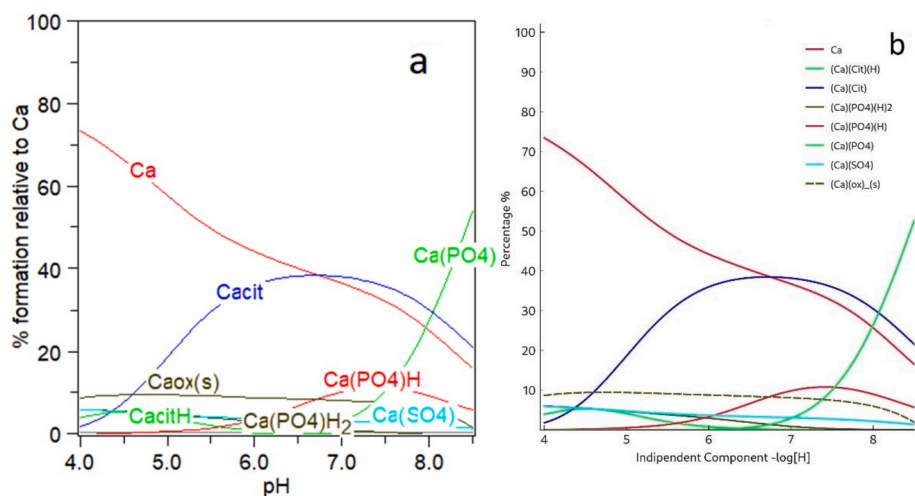 100
80
60
40
20
0
% formation relative to Ca
a
Ca
Cacit
Ca(PO4)
Caox(s)
Ca(PO4)H
CacitH
Ca(PO4)H2
Ca(SO4)
4.0 5.0 6.0 7.0 8.0
pH
b
100
90
80
70
60
50
40
30
20
10
Percentage %
Ca
(Ca)(Cit)(H)
(Ca)(Cit)
(Ca)(PO4)(H)2
(Ca)(PO4)(H)
(Ca)(PO4)
(Ca)(SO4)
(Ca)(ox)_(s)
4 5 6 7 8
Indipendent Component -log[H]